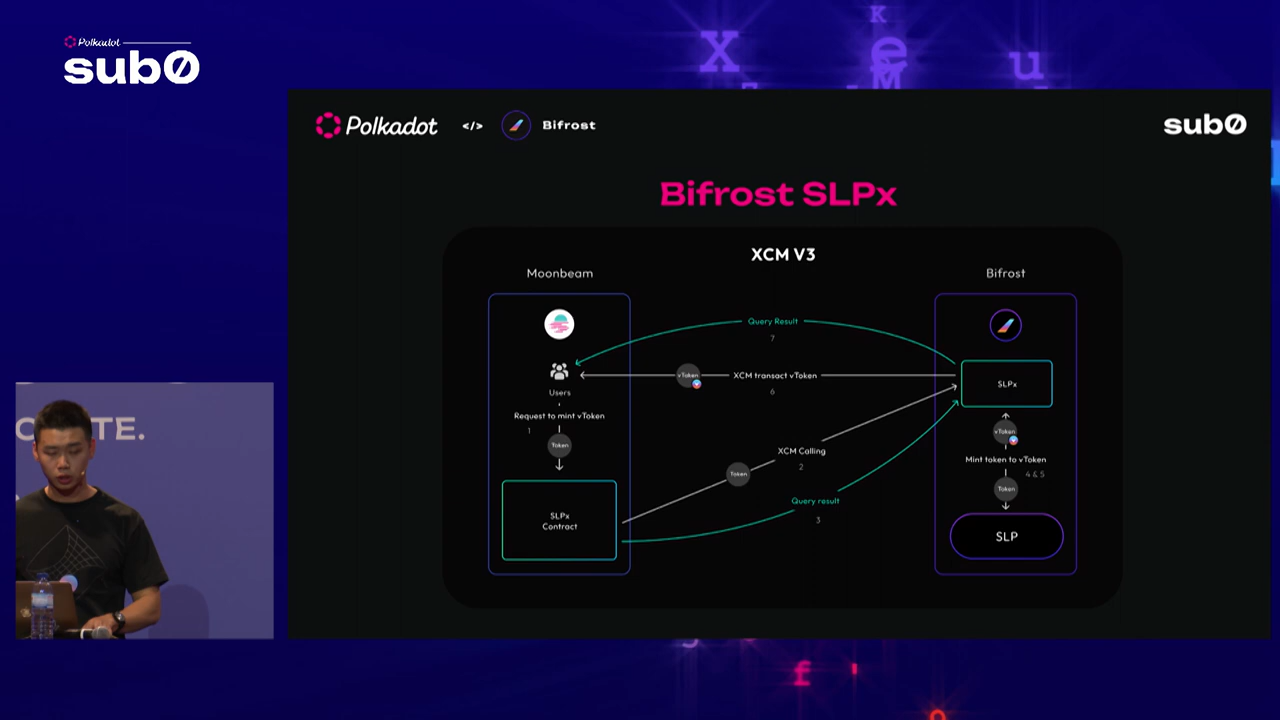 Polkadot
sub0
x
K
e
M
u
Polkadot </> Bifrost
sub0
Bifrost SLPx
XCM V3
Moonbeam
Bifrost
Query Result
7
vToken
XCM transact vToken
6
SLPx
Users
Request to mint vToken
1
Token
vToken
XCM Calling
2
Token
Mint token to vToken
4 & 5
Token
Query result
3
SLPx
Contract
SLP
TE.
f